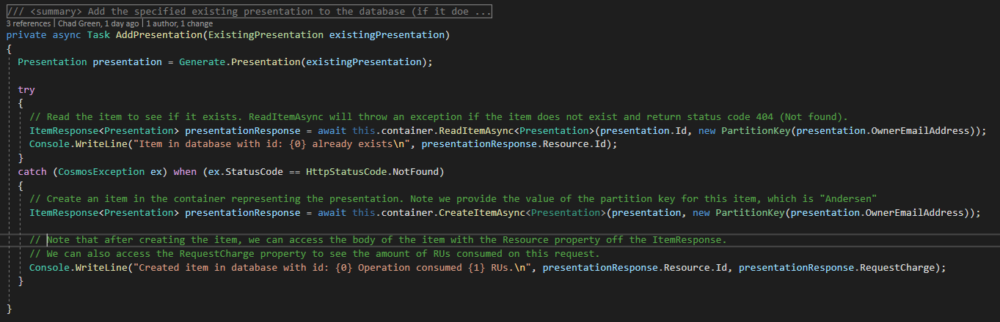 /// <summary> Add the specified existing presentation to the database (if it doe ...
3 references | Chad Green, 1 day ago | 1 author, 1 change
private async Task AddPresentation(ExistingPresentation existingPresentation)
{
Presentation presentation = Generate.Presentation(existingPresentation);
try
{
// Read the item to see if it exists. ReadItemAsync will throw an exception if the item does not exist and return status code 404 (Not found).
ItemResponse<Presentation> presentationResponse = await this.container.ReadItemAsync<Presentation>(presentation.Id, new PartitionKey(presentation.OwnerEmailAddress));
Console.WriteLine("Item in database with id: {0} already exists\n", presentationResponse.Resource.Id);
}
catch (CosmosException ex) when (ex.StatusCode == HttpStatusCode.NotFound)
{
// Create an item in the container representing the presentation. Note we provide the value of the partition key for this item, which is "Andersen"
ItemResponse<Presentation> presentationResponse = await this.container.CreateItemAsync<Presentation>(presentation, new PartitionKey(presentation.OwnerEmailAddress));
// Note that after creating the item, we can access the body of the item with the Resource property off the ItemResponse.
// We can also access the RequestCharge property to see the amount of RUs consumed on this request.
Console.WriteLine("Created item in database with id: {0} Operation consumed {1} RUs.\n", presentationResponse.Resource.Id, presentationResponse.RequestCharge);
}
}